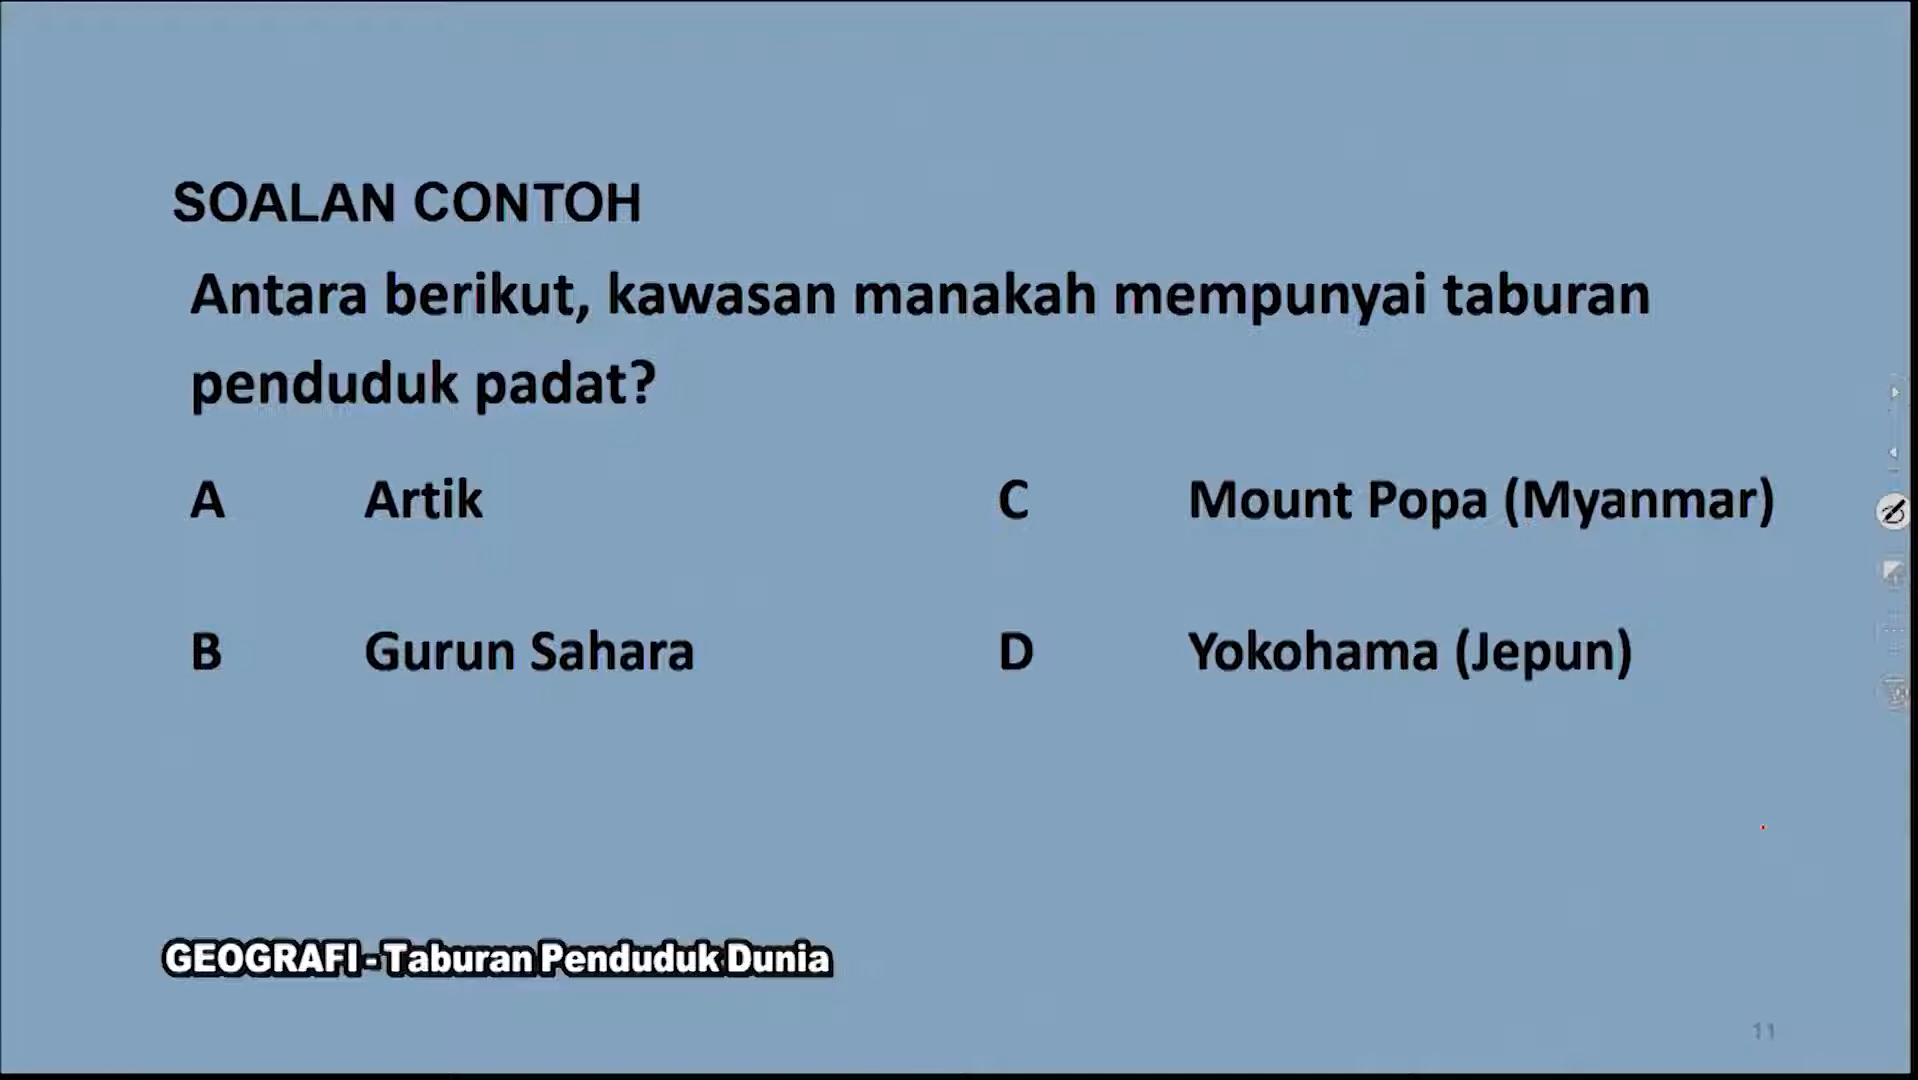 SOALAN CONTOH
Antara berikut, kawasan manakah mempunyai taburan
penduduk padat?
A Artik
B Gurun Sahara
C Mount Popa (Myanmar)
D Yokohama (Jepun)
GEOGRAFI - Taburan Penduduk Dunia
11